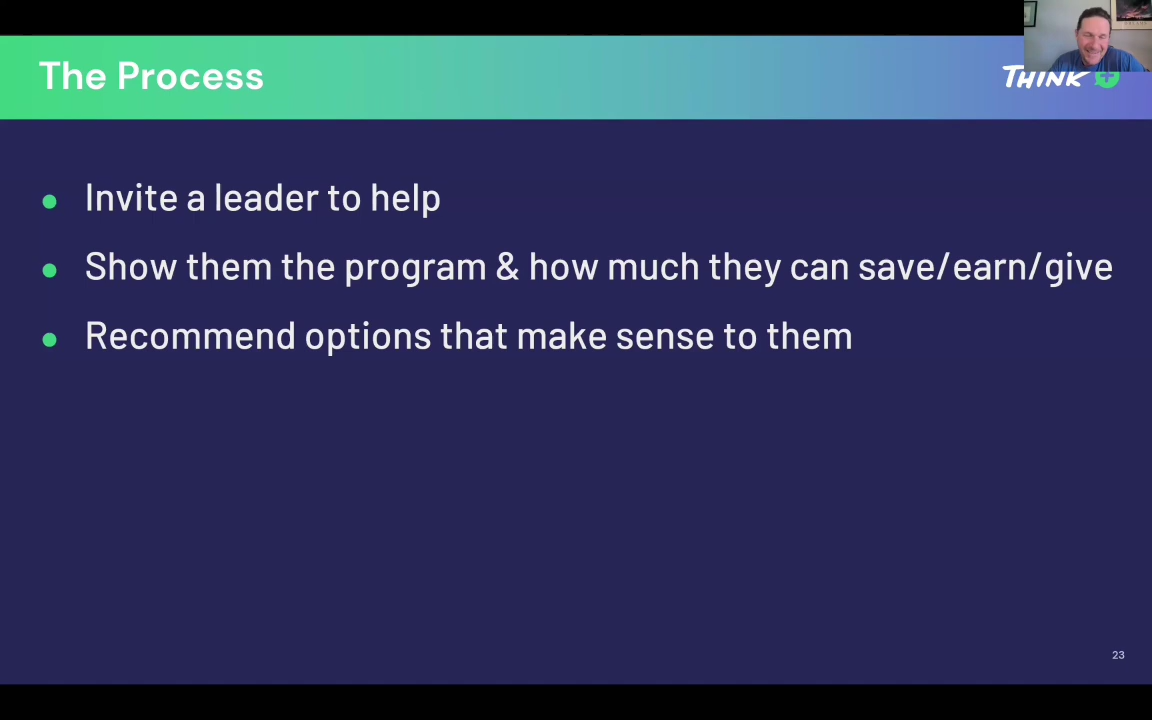 The Process
THINK
Invite a leader to help
Show them the program & how much they can save/earn/give
Recommend options that make sense to them
23